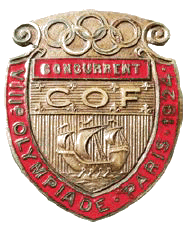 CONCURRENT
COF
VIIIE OLYMPIADE · PARIS · 1924